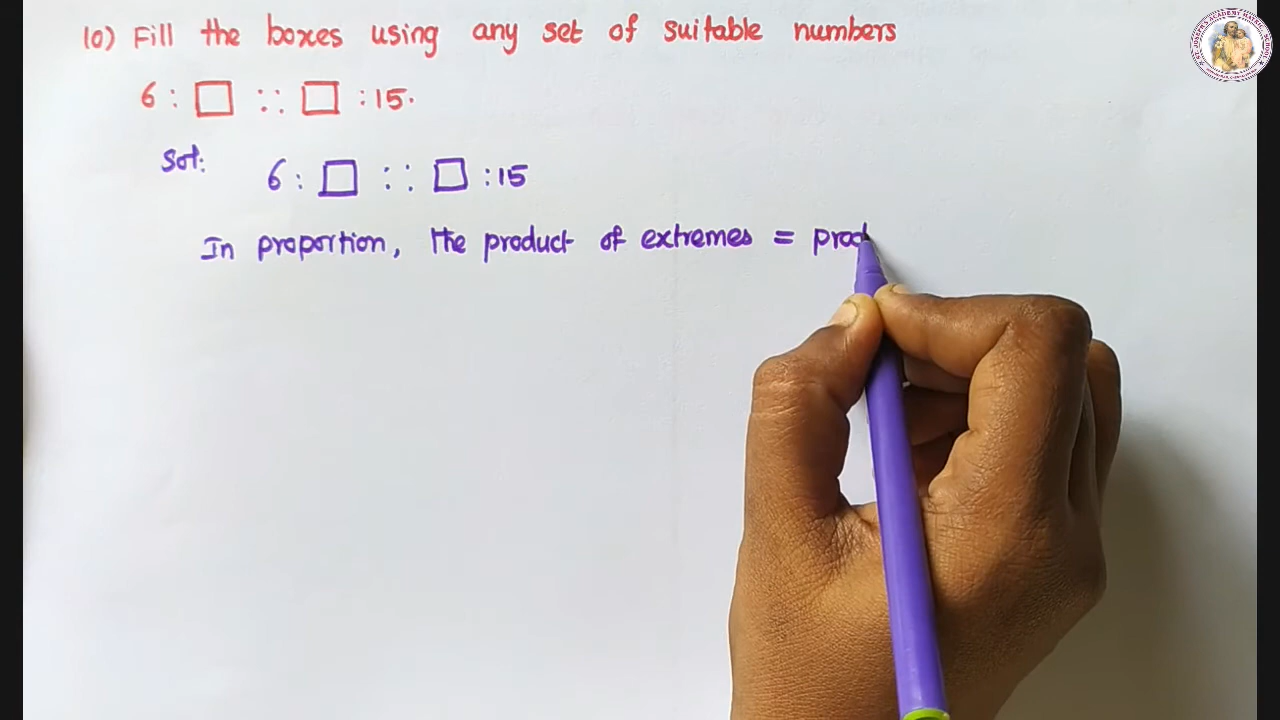 10) Fill the boxes using any set of suitable numbers
6 : □ :: □ : 15.
Sol:
6 : □ :: □ : 15
In proportion, the product of extremes = prod